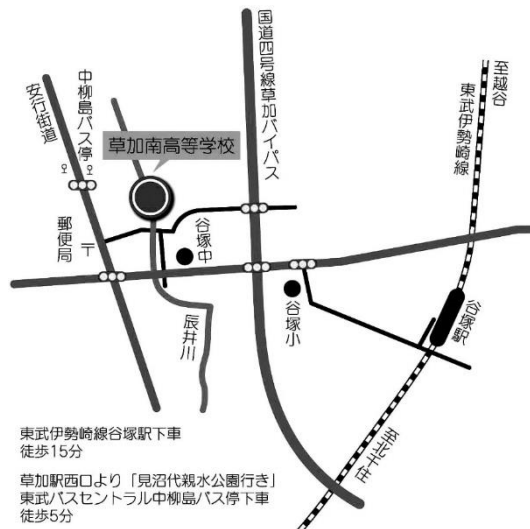 国道四号線草加バイパス
至越谷
東武伊勢崎線
中柳島バス停
安行街道
草加南高等学校
郵便局
〒
谷塚中
谷塚小
谷塚駅
辰井川
至北千住
東武伊勢崎線谷塚駅下車
徒歩15分
草加駅西口より「見沼代親水公園行き」
東武バスセントラル中柳島バス停下車
徒歩5分